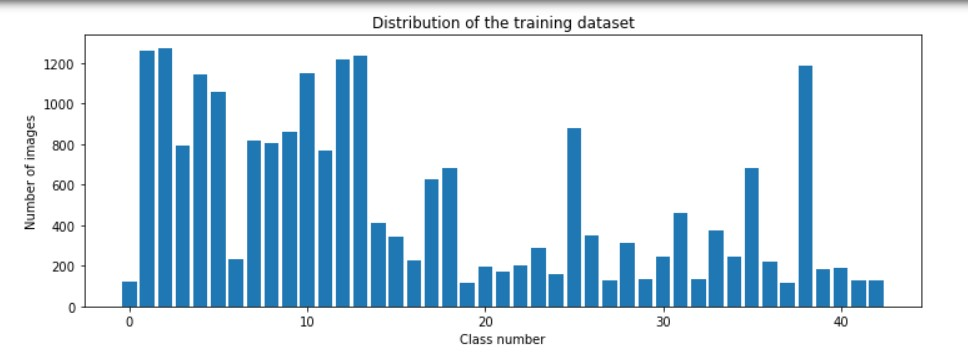 Distribution of the training dataset
1200
1000
800
600
400
200
0
Number of images
0 10 20 30 40
Class number